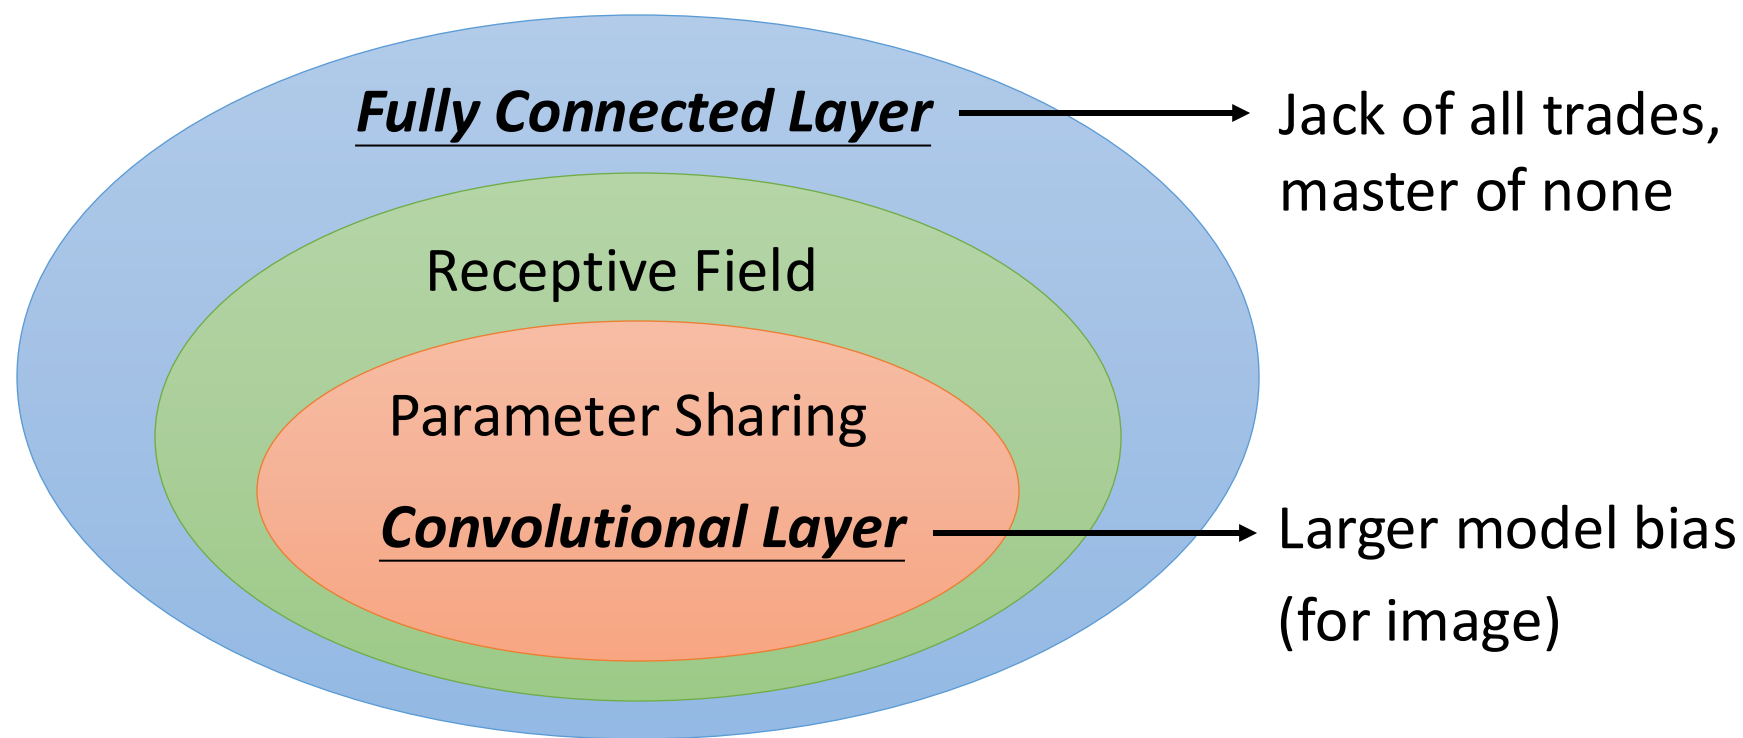 Fully Connected Layer
Jack of all trades,
master of none
Receptive Field
Parameter Sharing
Convolutional Layer
Larger model bias
(for image)